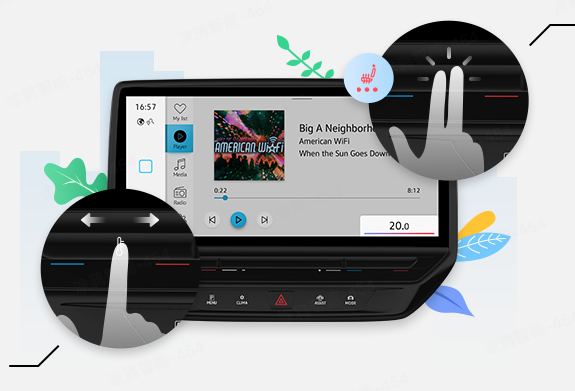 16:57
My list
Player
Media
Radio
AMERICAN WiFi
Big A Neighborho
American WiFi
When the Sun Goes Down
0:22
8:12
20.0
MENU
CLIMA
ASSIST
MODE